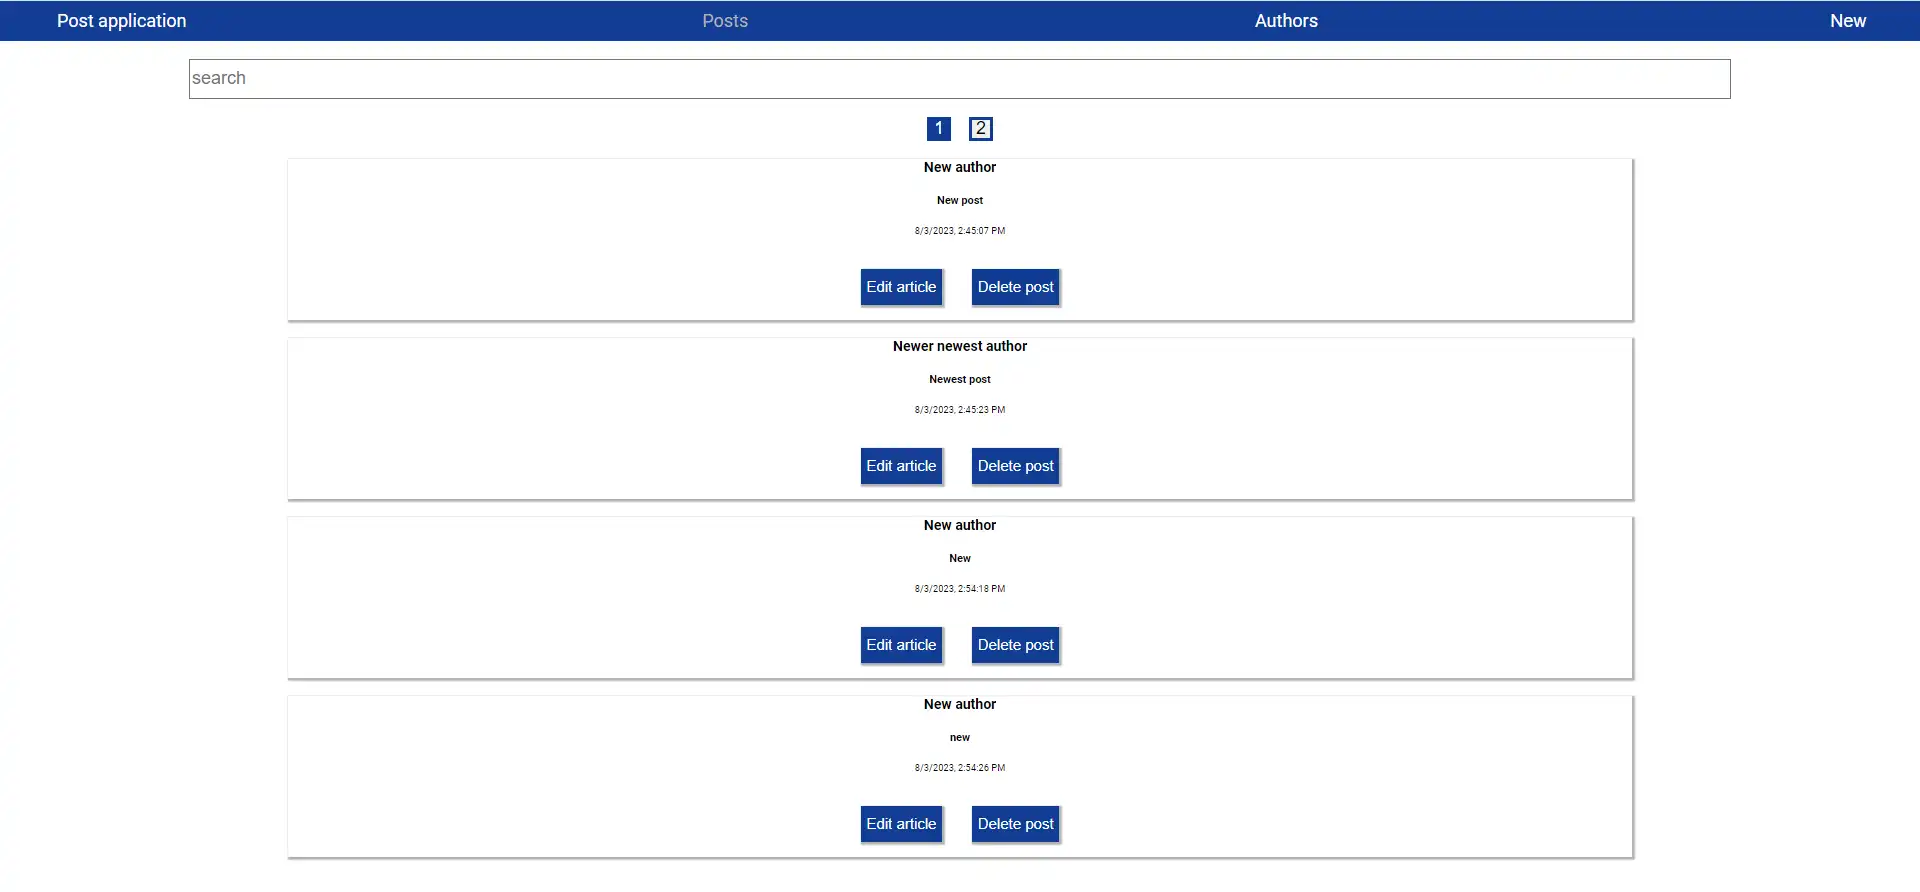 Post application Posts Authors New
search
1 2
New author
New post
8/3/2023, 2:45:07 PM
Edit article Delete post
Newer newest author
Newest post
8/3/2023, 2:45:23 PM
Edit article Delete post
New author
New
8/3/2023, 2:54:18 PM
Edit article Delete post
New author
new
8/3/2023, 2:54:26 PM
Edit article Delete post